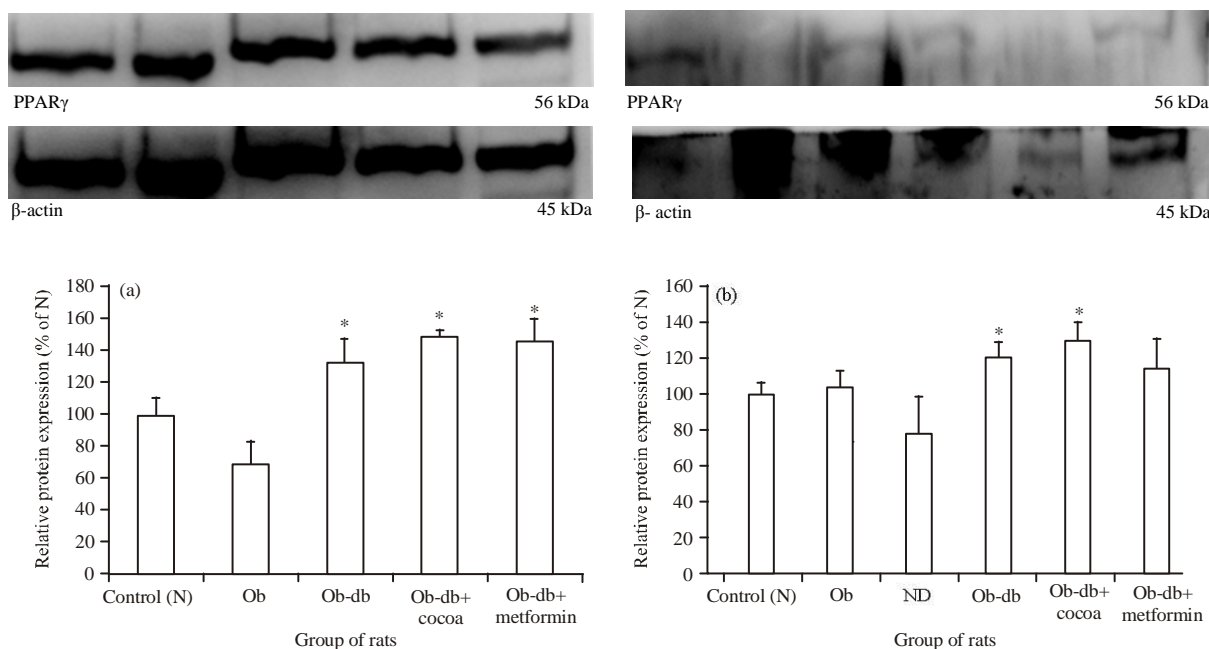 PPARγ 56 kDa
β-actin 45 kDa
(a)
Relative protein expression (% of N)
180
160
140
120
100
80
60
40
20
0
*
*
*
Control (N) Ob Ob-db Ob-db+ cocoa Ob-db+ metformin
Group of rats
PPARγ 56 kDa
β- actin 45 kDa
(b)
Relative protein expression (% of N)
160
140
120
100
80
60
40
20
0
*
*
Control (N) Ob ND Ob-db Ob-db+ cocoa Ob-db+ metformin
Group of rats